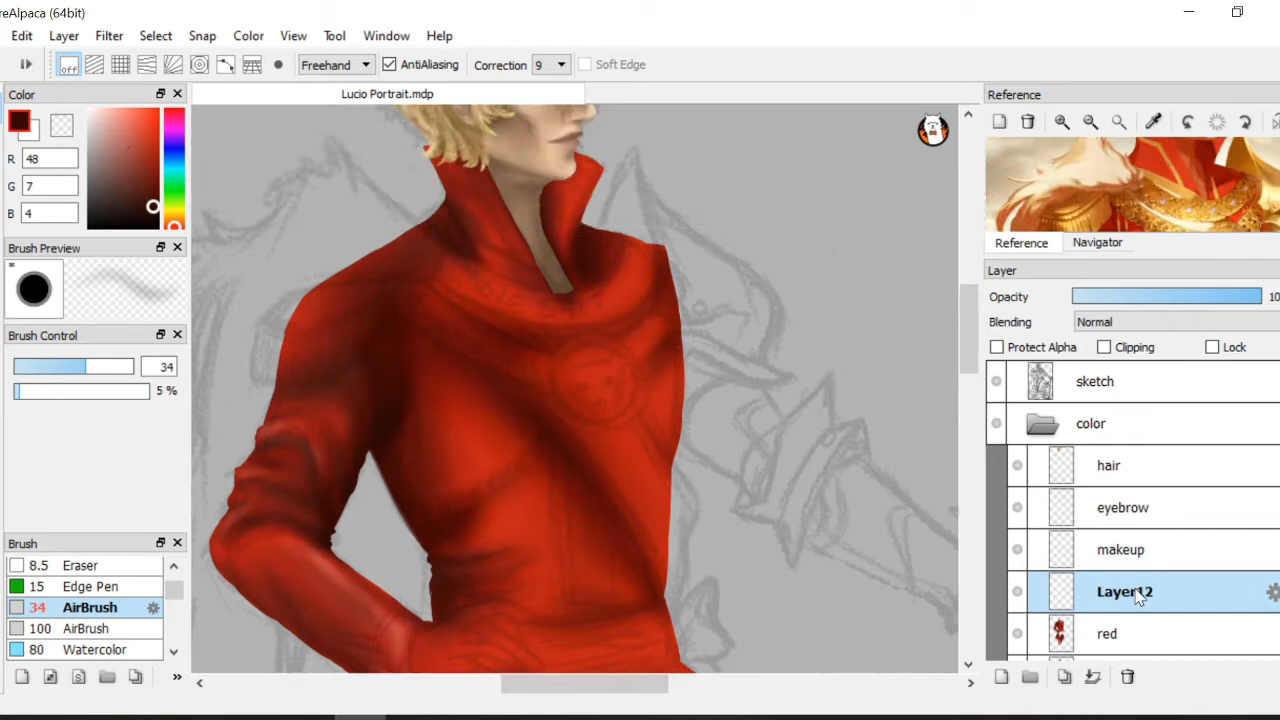 reAlpaca (64bit)
Edit Layer Filter Select Snap Color View Tool Window Help
off Freehand AntiAliasing Correction 9 Soft Edge
Color
Lucio Portrait.mdp
Reference
R 48
G 7
B 4
Reference Navigator
Brush Preview
*
Layer
Opacity 10
Blending Normal
Brush Control
Protect Alpha Clipping Lock
34
5 %
sketch
color
hair
eyebrow
makeup
Layer12
red
Brush
8.5 Eraser
15 Edge Pen
34 AirBrush
100 AirBrush
80 Watercolor
S